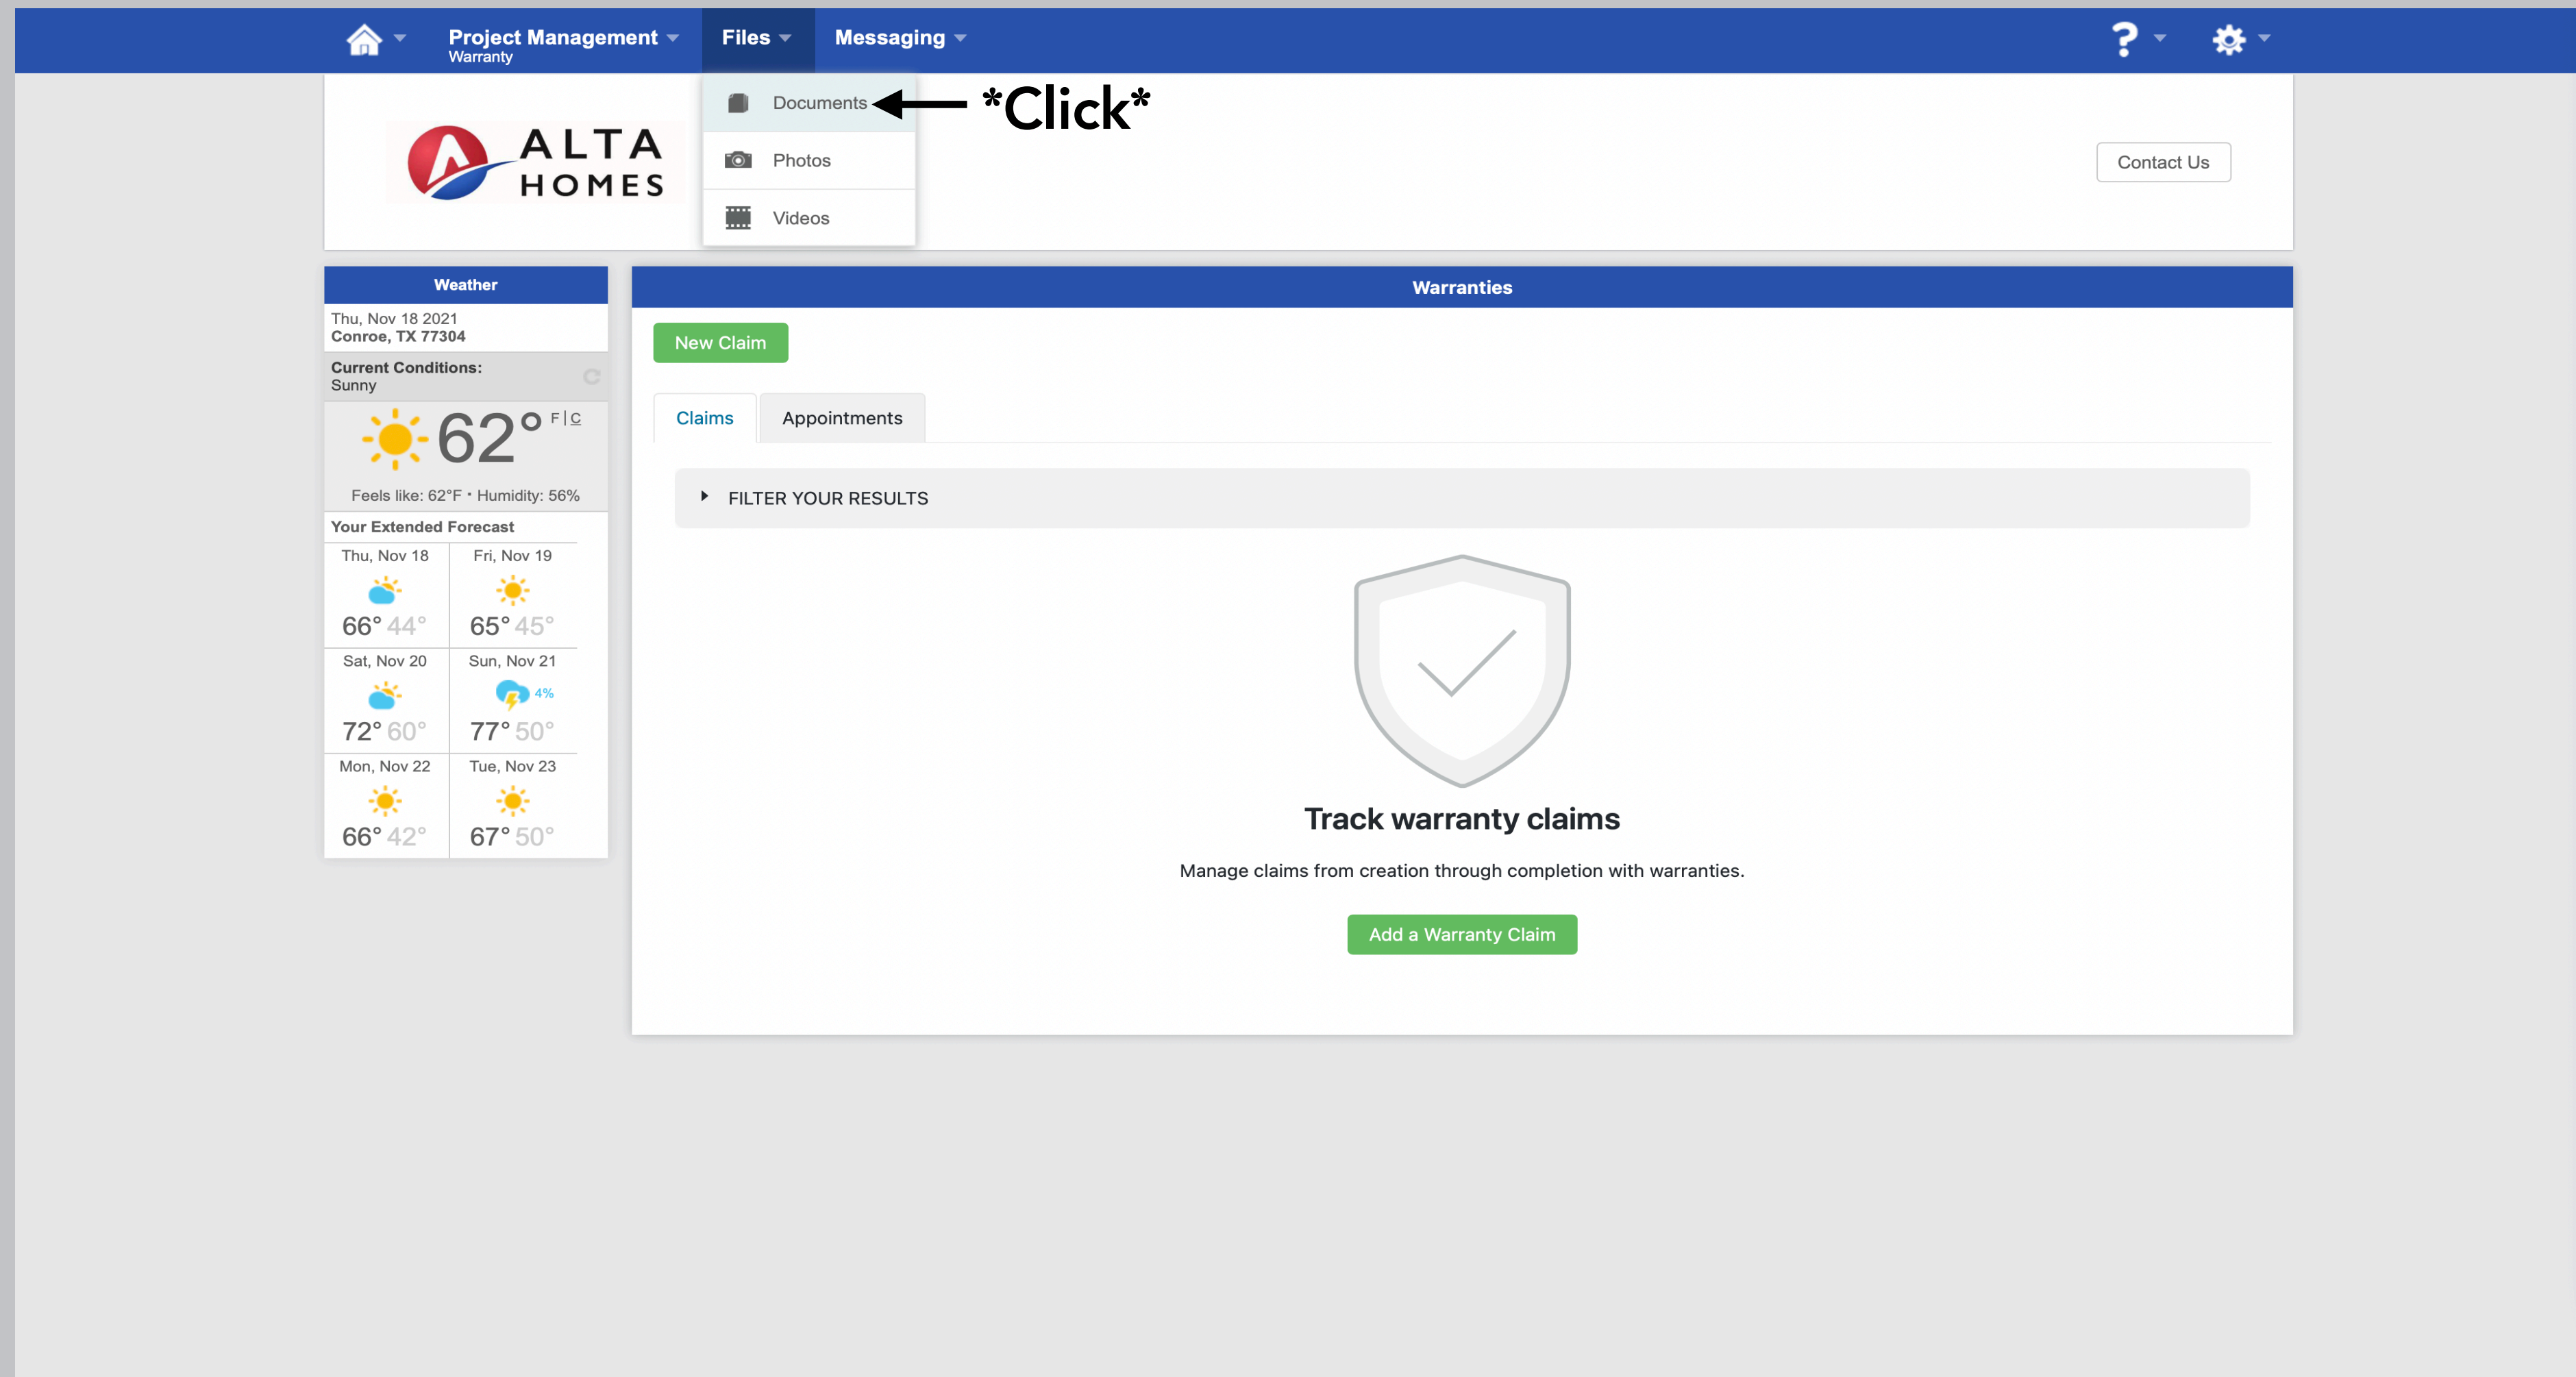 Project Management
Warranty
Files
Messaging
?
Documents
*Click*
Photos
Videos
ALTA
HOMES
Contact Us
Weather
Thu, Nov 18 2021
Conroe, TX 77304
Current Conditions:
Sunny
62° F|C
Feels like: 62°F • Humidity: 56%
Your Extended Forecast
Thu, Nov 18
66° 44°
Fri, Nov 19
65° 45°
Sat, Nov 20
72° 60°
Sun, Nov 21
4%
77° 50°
Mon, Nov 22
66° 42°
Tue, Nov 23
67° 50°
Warranties
New Claim
Claims
Appointments
FILTER YOUR RESULTS
Track warranty claims
Manage claims from creation through completion with warranties.
Add a Warranty Claim